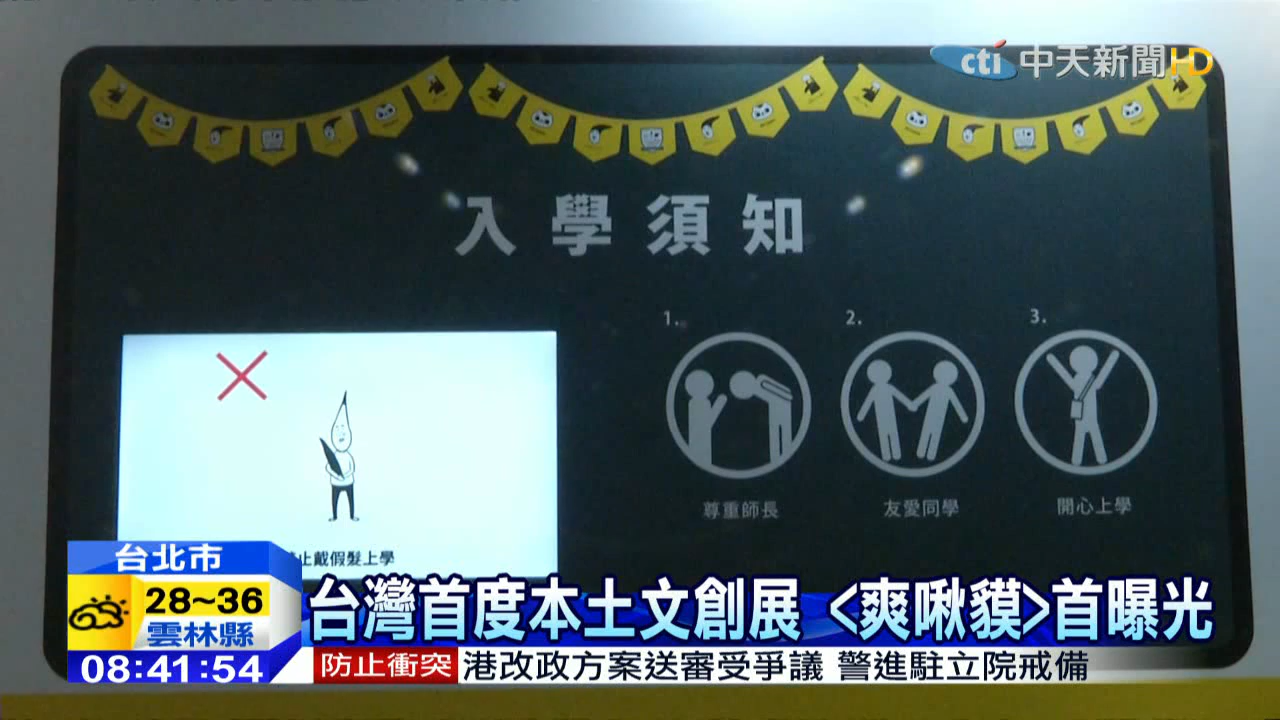 cti 中天新聞HD
入學須知
1. 2. 3.
尊重師長 友愛同學 開心上學
止戴假髮上學
台北市
28~36
雲林縣
08:41:54
台灣首度本土文創展 <爽啾貘>首曝光
防止衝突 港改政方案送審受爭議 警進駐立院戒備